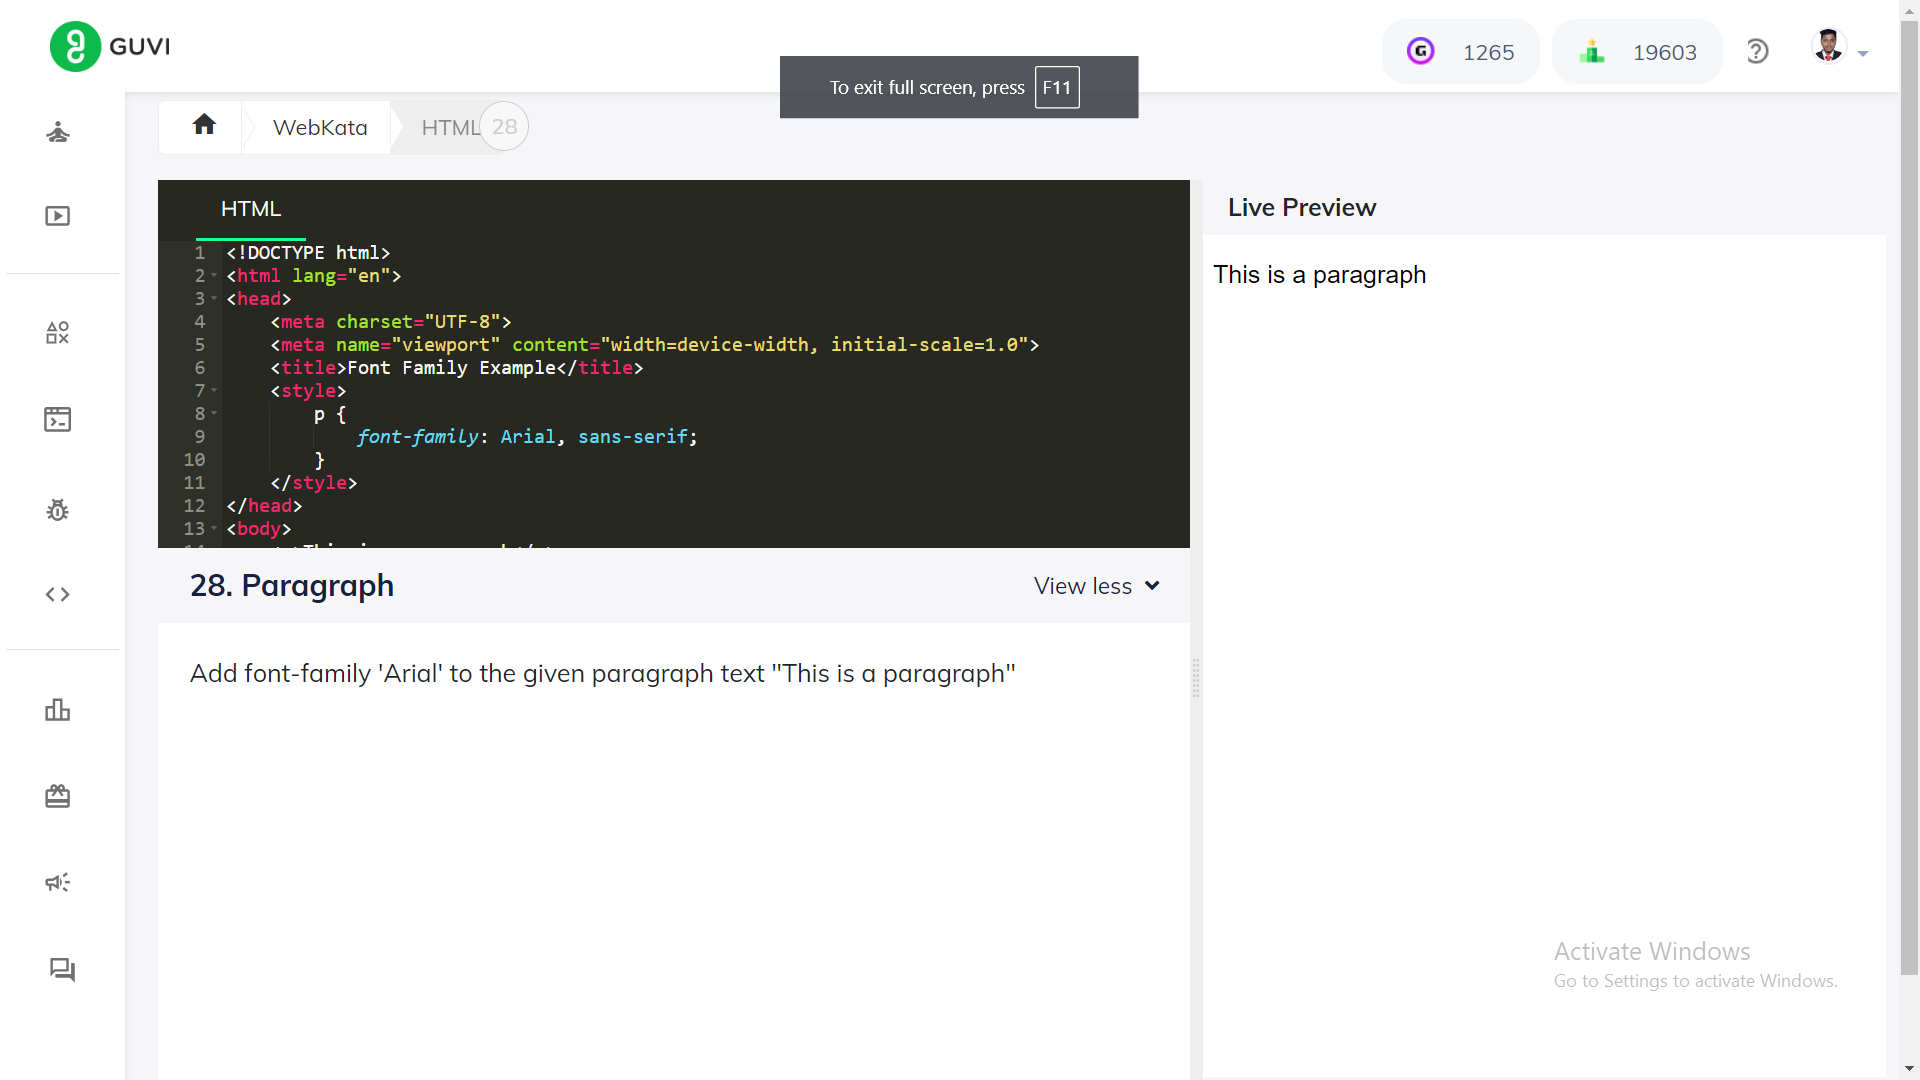 GUVI
1265
19603
To exit full screen, press F11
WebKata
HTML
28
HTML
1 <!DOCTYPE html>
2 <html lang="en">
3 <head>
4 <meta charset="UTF-8">
5 <meta name="viewport" content="width=device-width, initial-scale=1.0">
6 <title>Font Family Example</title>
7 <style>
8 p {
9 font-family: Arial, sans-serif;
10 }
11 </style>
12 </head>
13 <body>
Live Preview
This is a paragraph
28. Paragraph
View less
Add font-family 'Arial' to the given paragraph text "This is a paragraph"
Activate Windows
Go to Settings to activate Windows.